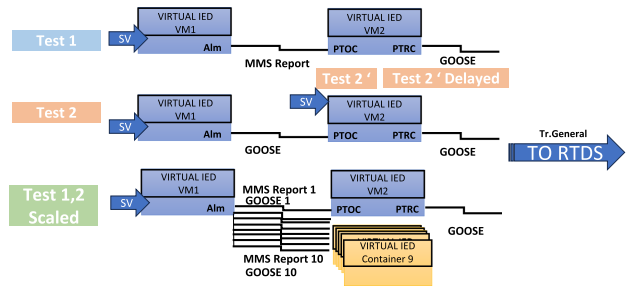 VIRTUAL IED
VM1
VIRTUAL IED
VM2
Test 1
SV
Alm
PTOC
PTRC
MMS Report
GOOSE
Test 2 ‘
Test 2 ‘ Delayed
VIRTUAL IED
VM1
SV
VIRTUAL IED
VM2
Test 2
SV
Alm
PTOC
PTRC
GOOSE
GOOSE
Tr.General
TO RTDS
VIRTUAL IED
VM1
MMS Report 1
GOOSE 1
VIRTUAL IED
VM2
Test 1,2
Scaled
SV
Alm
PTOC
PTRC
GOOSE
MMS Report 10
GOOSE 10
VIRTUAL IED
Container 9